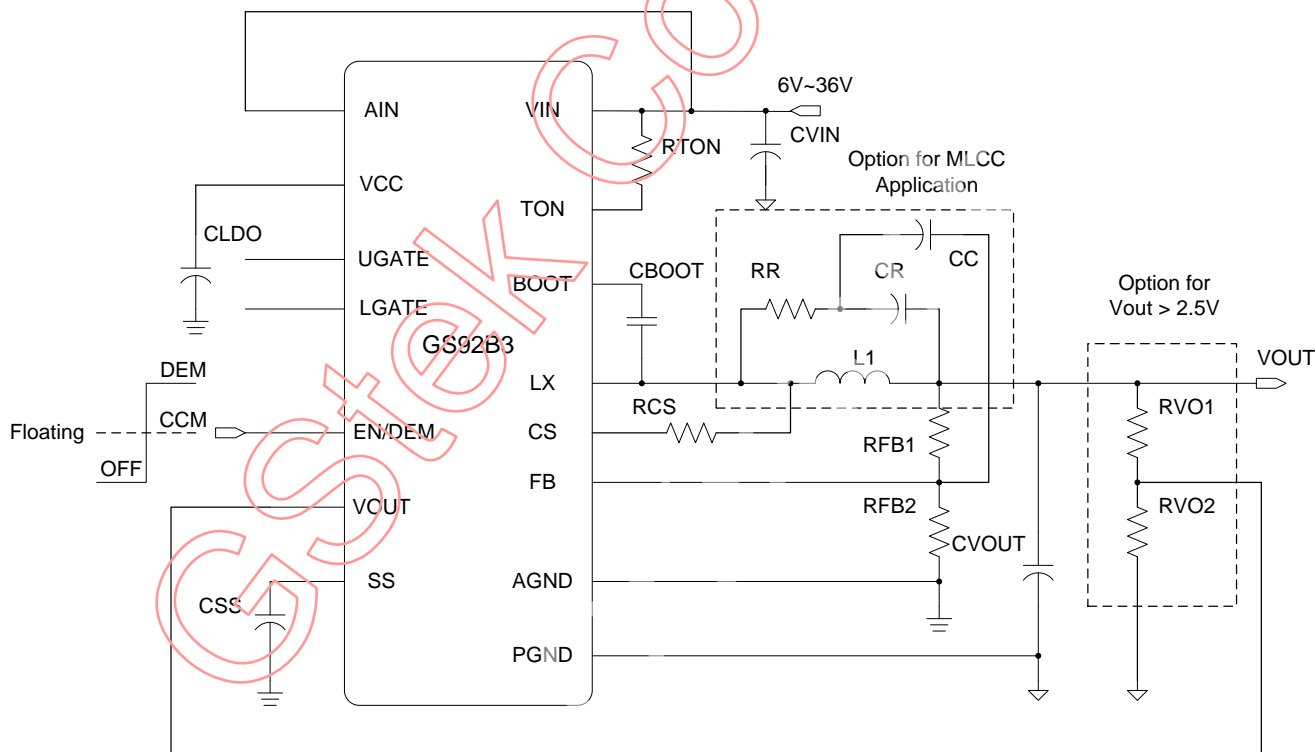 6V~36V
AIN
VIN
RTON
CVIN
Option for MLCC
Application
VCC
TON
CLDO
UGATE
BOOT
CBOOT
RR
CR
CC
Option for
Vout > 2.5V
LGATE
GS92B3
DEM
LX
L1
VOUT
Floating
CCM
EN/DEM
CS
RCS
RFB1
RVO1
OFF
FB
VOUT
RFB2
RVO2
CVOUT
SS
AGND
CSS
PGND
GStek Co